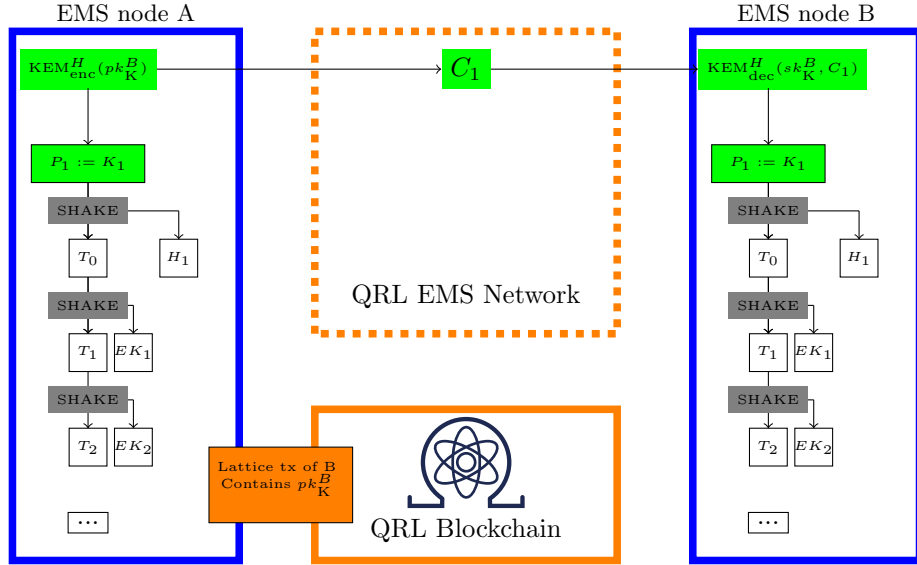 EMS node A
EMS node B
KEM^H_enc(pk^B_K)
C_1
KEM^H_dec(sk^B_K, C_1)
P_1 := K_1
P_1 := K_1
SHAKE
SHAKE
T_0
H_1
T_0
H_1
QRL EMS Network
SHAKE
SHAKE
T_1
EK_1
T_1
EK_1
SHAKE
SHAKE
T_2
EK_2
T_2
EK_2
Lattice tx of B
Contains pk^B_K
QRL Blockchain
...
...